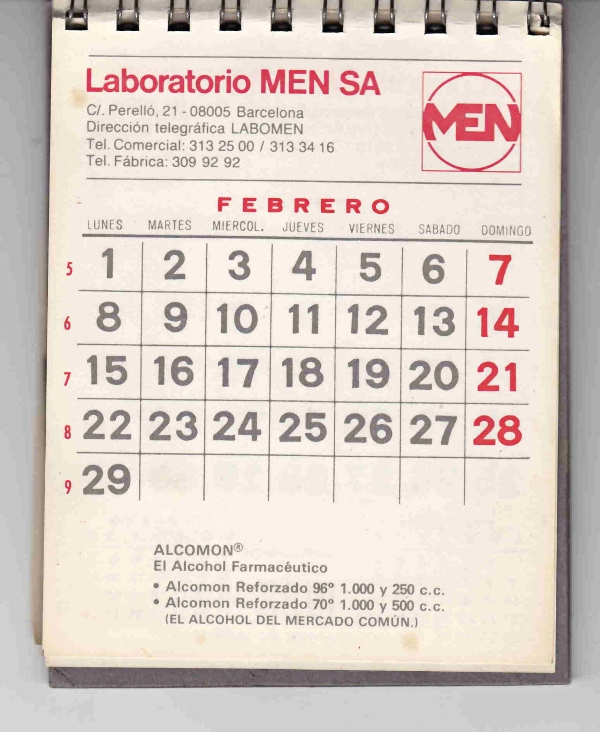 Laboratorio MEN SA
C/. Perelló, 21 - 08005 Barcelona
Dirección telegráfica LABOMEN
Tel. Comercial: 313 25 00 / 313 34 16
Tel. Fábrica: 309 92 92
MEN
FEBRERO
LUNES MARTES MIERCOL. JUEVES VIERNES SABADO DOMINGO
5 1 2 3 4 5 6 7
6 8 9 10 11 12 13 14
7 15 16 17 18 19 20 21
8 22 23 24 25 26 27 28
9 29
ALCOMON®
El Alcohol Farmacéutico
• Alcomon Reforzado 96º 1.000 y 250 c.c.
• Alcomon Reforzado 70º 1.000 y 500 c.c.
(EL ALCOHOL DEL MERCADO COMÚN.)